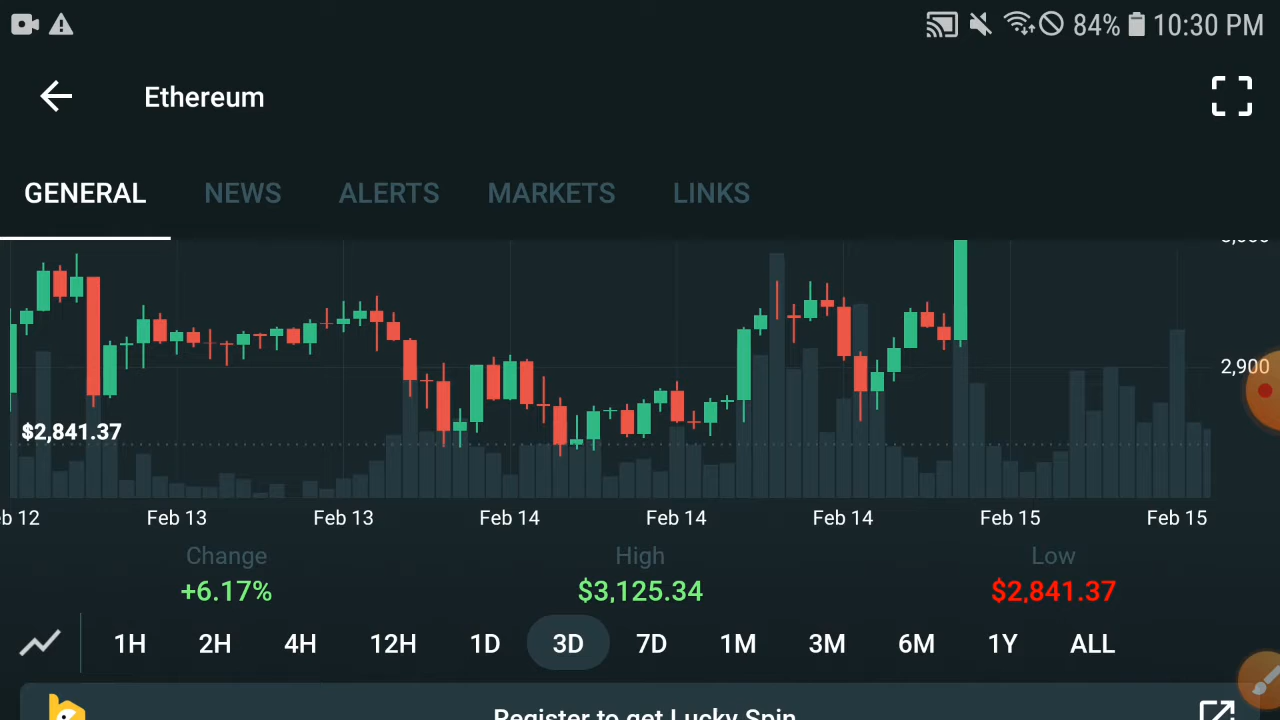 84% 10:30 PM
Ethereum
GENERAL NEWS ALERTS MARKETS LINKS
2,900
$2,841.37
Feb 13 Feb 13 Feb 14 Feb 14 Feb 14 Feb 15 Feb 15
Change High Low
+6.17% $3,125.34 $2,841.37
1H 2H 4H 12H 1D 3D 7D 1M 3M 6M 1Y ALL
Register to get Lucky Spin